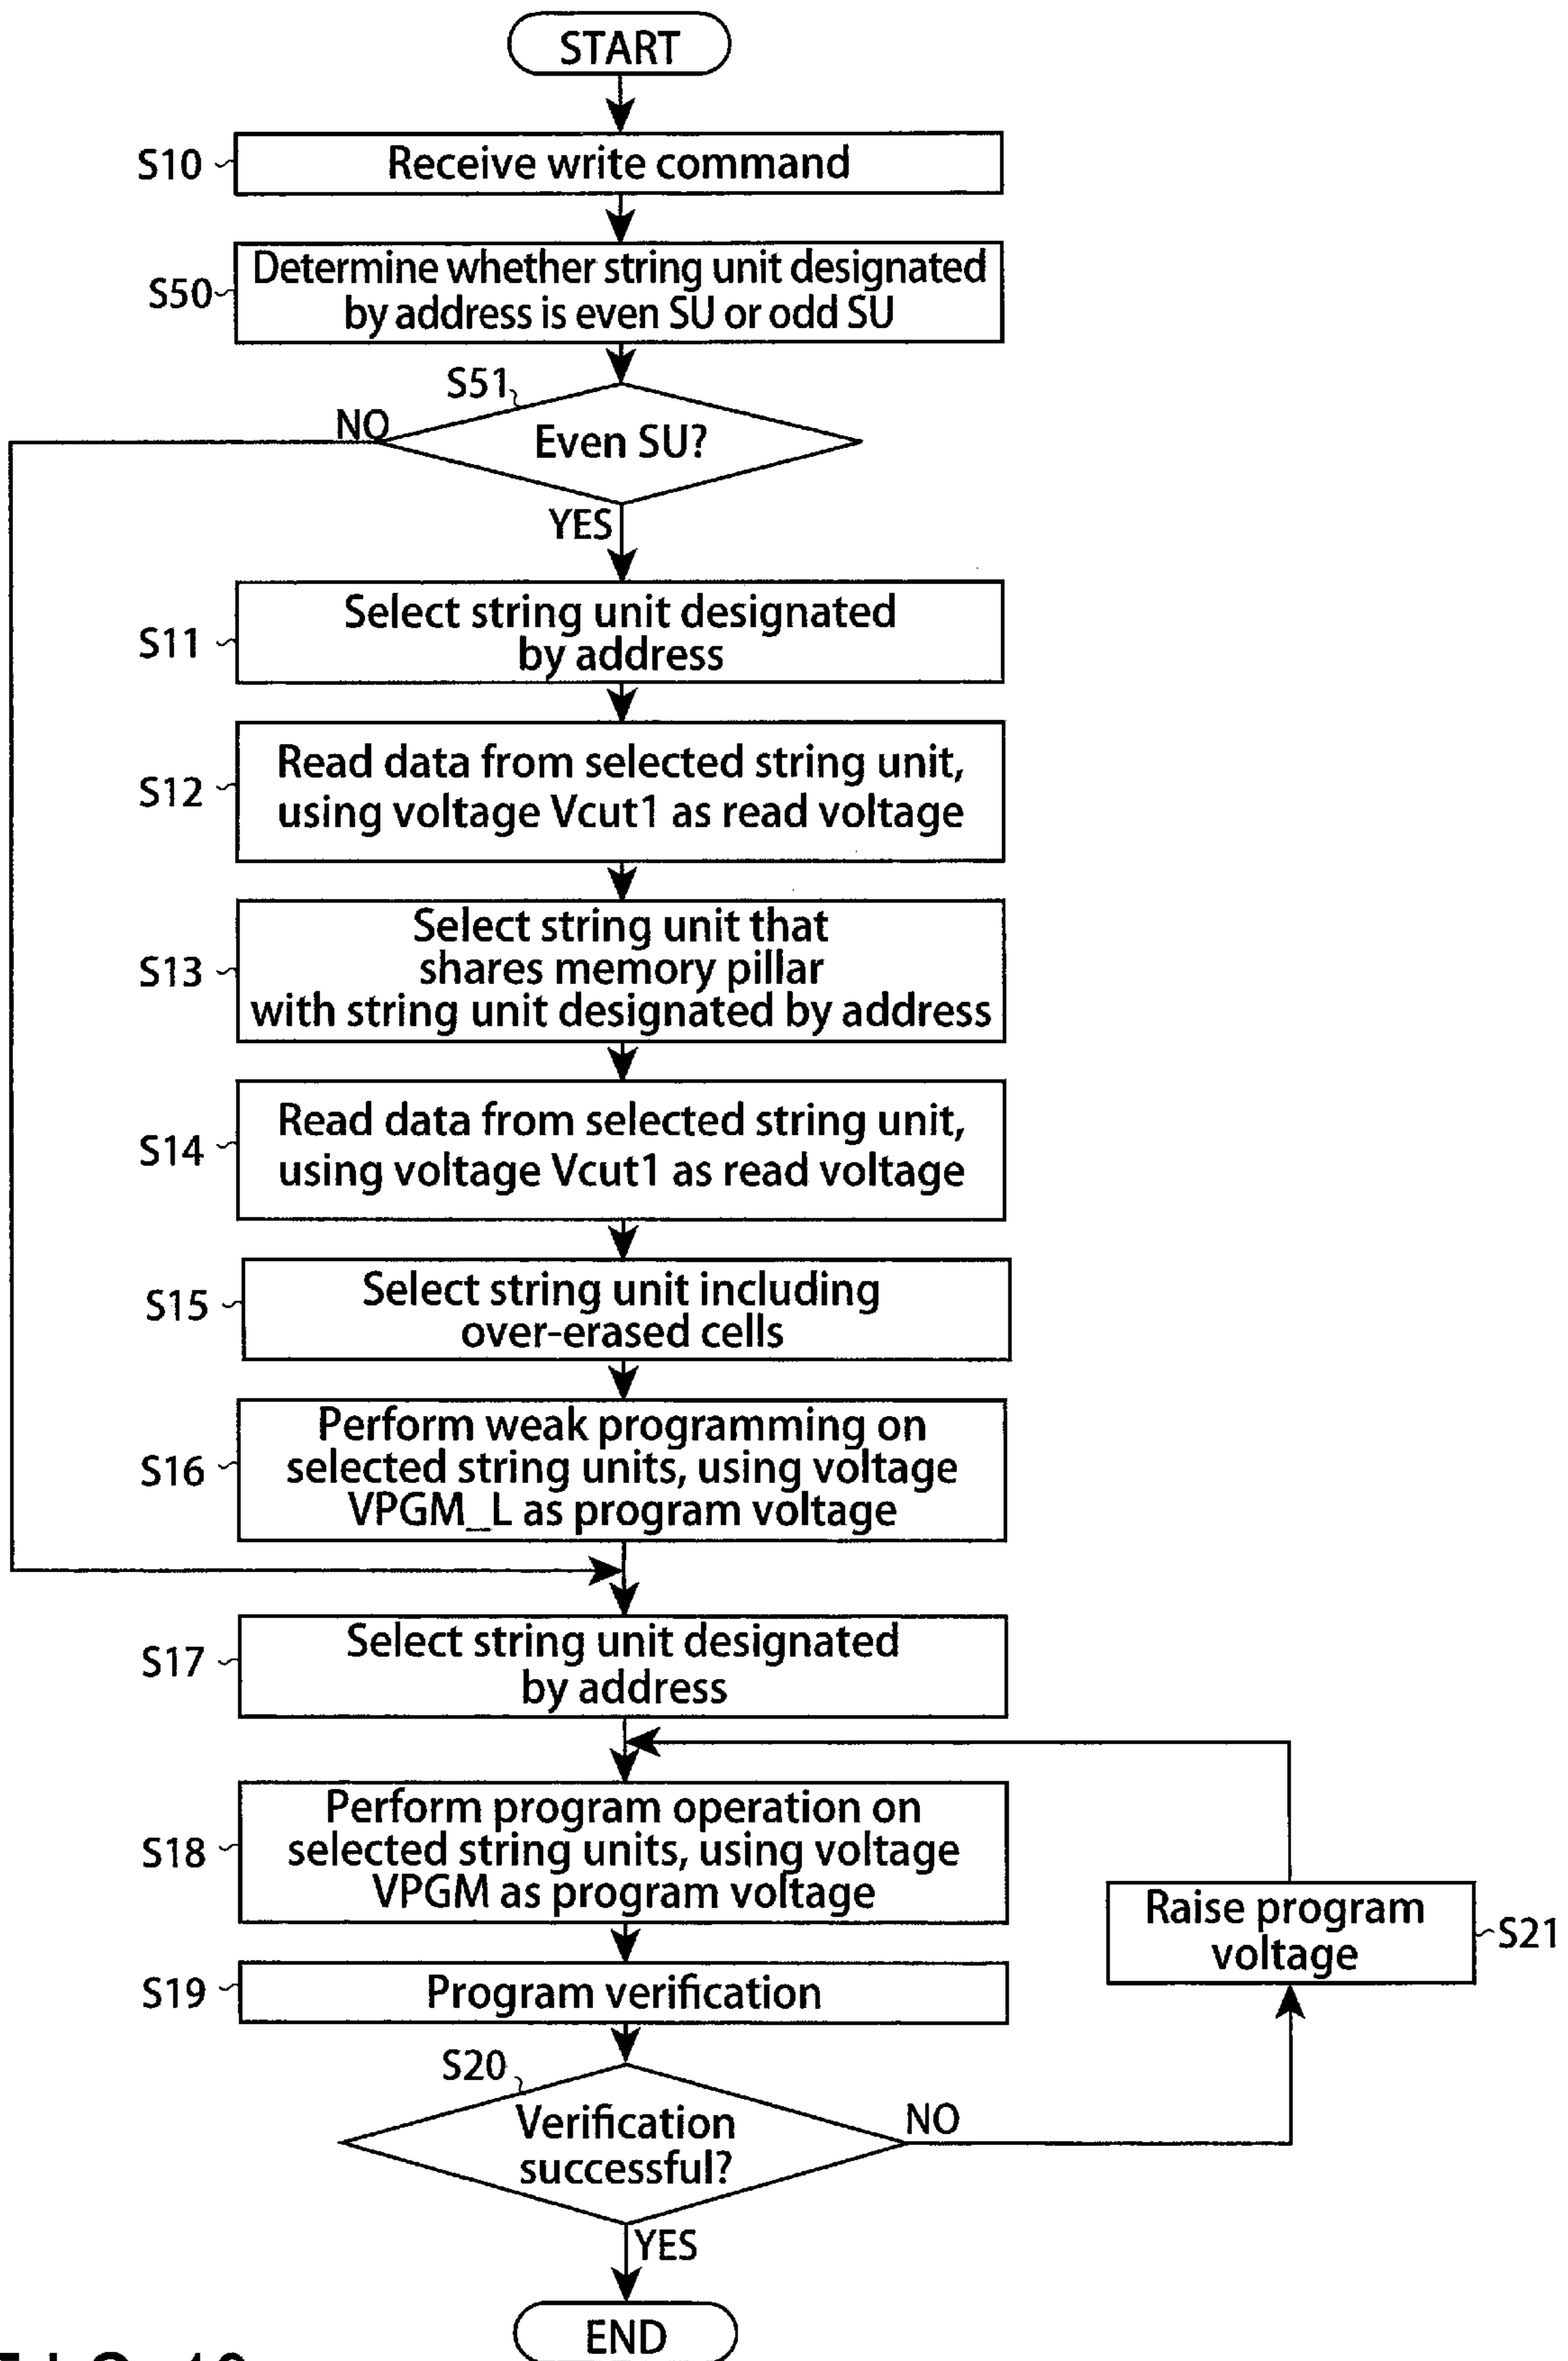 START
S10
Receive write command
S50
Determine whether string unit designated
by address is even SU or odd SU
S51
NO
Even SU?
YES
S11
Select string unit designated
by address
S12
Read data from selected string unit,
using voltage Vcut1 as read voltage
S13
Select string unit that
shares memory pillar
with string unit designated by address
S14
Read data from selected string unit,
using voltage Vcut1 as read voltage
S15
Select string unit including
over-erased cells
S16
Perform weak programming on
selected string units, using voltage
VPGM_L as program voltage
S17
Select string unit designated
by address
S18
Perform program operation on
selected string units, using voltage
VPGM as program voltage
Raise program
voltage
S21
S19
Program verification
S20
Verification
successful?
NO
YES
END